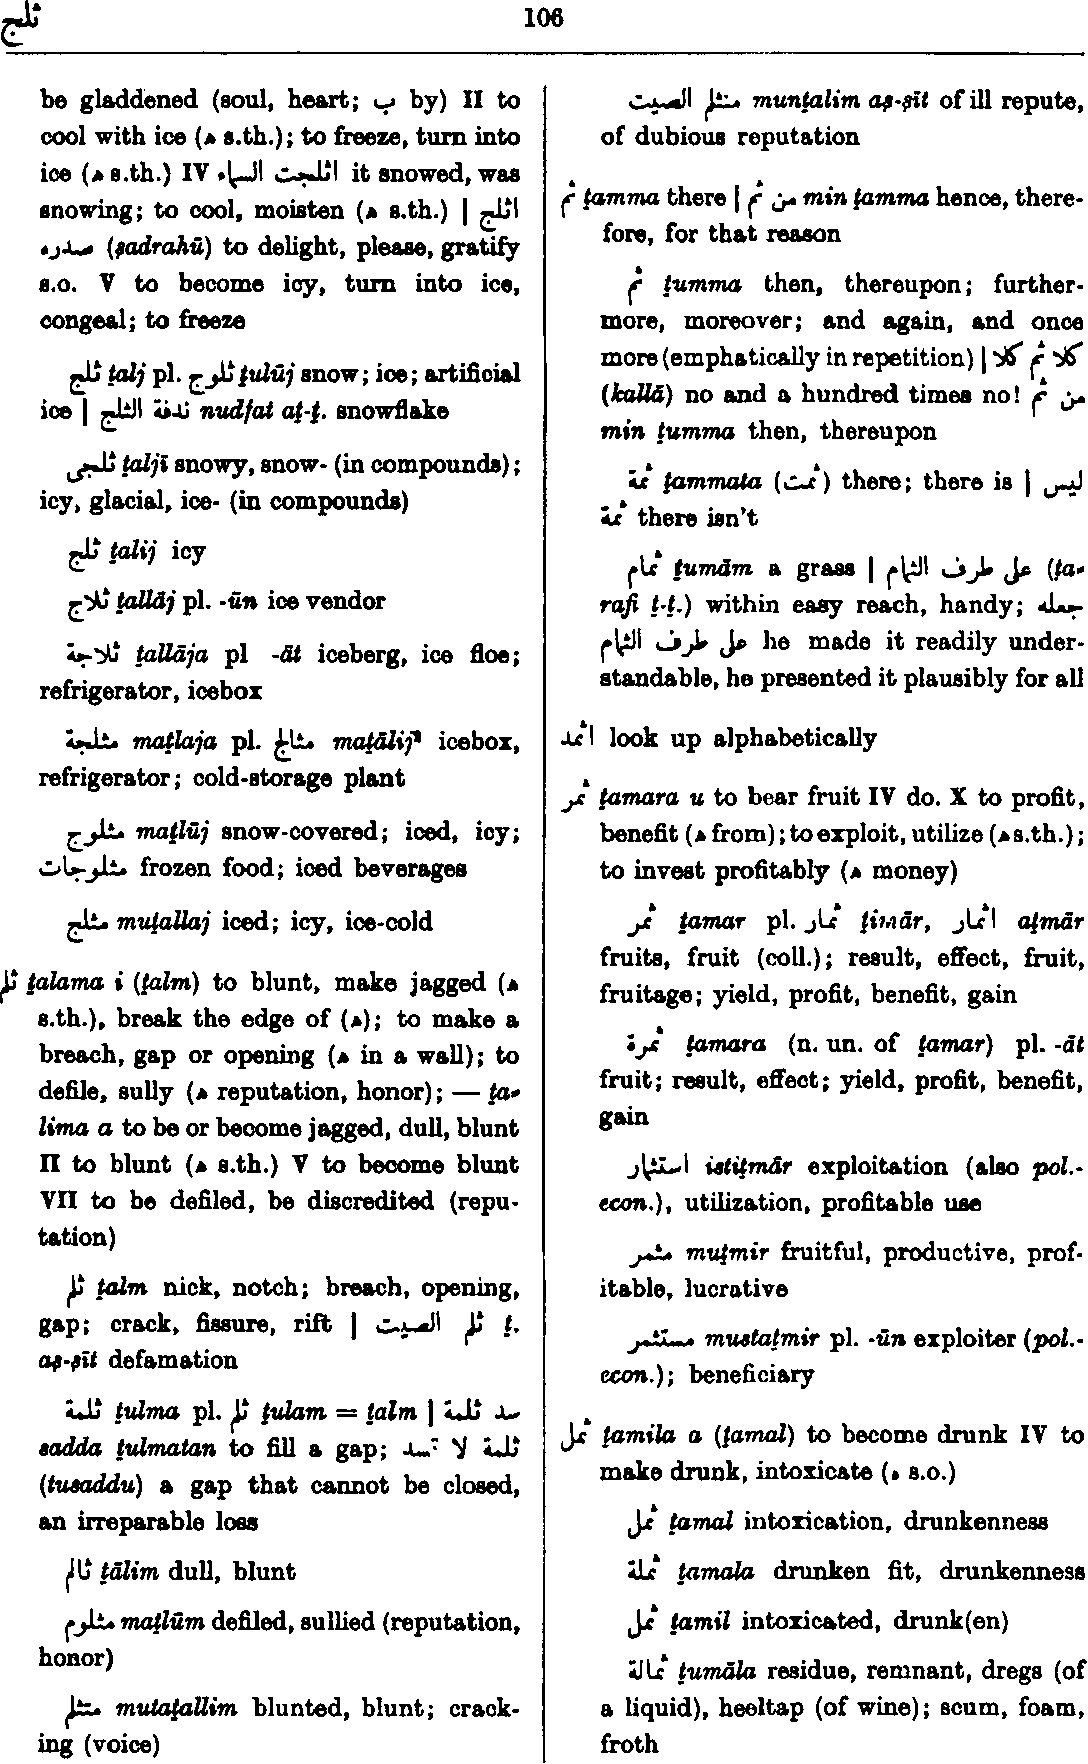 ثلج
106
be gladdened (soul, heart; ب by) II to
cool with ice (ه s.th.); to freeze, turn into
ice (ه s.th.) IV اثلجت السماء it snowed, was
snowing; to cool, moisten (ه s.th.) | اثلج
صدره (ṣadrahū) to delight, please, gratify
s.o. V to become icy, turn into ice,
congeal; to freeze
ثلج ṯalj pl. ثلوج ṯulūj snow; ice; artificial
ice | ندفة الثلج nudfat aṯ-ṯ. snowflake
ثلجى ṯaljī snowy, snow- (in compounds);
icy, glacial, ice- (in compounds)
ثلج ṯalij icy
ثلاج ṯallāj pl. -ūn ice vendor
ثلاجة ṯallāja pl -āt iceberg, ice floe;
refrigerator, icebox
مثلجة maṯlaja pl. مثالج maṯālij² icebox,
refrigerator; cold-storage plant
مثلوج maṯlūj snow-covered; iced, icy;
مثلوجات frozen food; iced beverages
مثلج muṯallaj iced; icy, ice-cold
ثلم ṯalama i (ṯalm) to blunt, make jagged (ه
s.th.), break the edge of (ه); to make a
breach, gap or opening (ه in a wall); to
defile, sully (ه reputation, honor); — ṯa-
lima a to be or become jagged, dull, blunt
II to blunt (ه s.th.) V to become blunt
VII to be defiled, be discredited (repu-
tation)
ثلم ṯalm nick, notch; breach, opening,
gap; crack, fissure, rift | ثلم الصيت ṯ.
aṣ-ṣīt defamation
ثلمة ṯulma pl. ثلم ṯulam = ṯalm | سد ثلمة
sadda ṯulmatan to fill a gap; ثلمة لا تسد
(tusaddu) a gap that cannot be closed,
an irreparable loss
ثالم ṯālim dull, blunt
مثلوم maṯlūm defiled, sullied (reputation,
honor)
متثلم mutaṯallim blunted, blunt; crack-
ing (voice)
منثلم الصيت munṯalim aṣ-ṣīt of ill repute,
of dubious reputation
ثم ṯamma there | من ثم min ṯamma hence, there-
fore, for that reason
ثم ṯumma then, thereupon; further-
more, moreover; and again, and once
more (emphatically in repetition) | كلا ثم كلا
(kallā) no and a hundred times no! من ثم
min ṯumma then, thereupon
ثمة ṯammata (ثمت) there; there is | ليس
ثمة there isn't
ثمام ṯumām a grass | على طرف الثمام (ṭa-
rafi ṯ-ṯ.) within easy reach, handy; جعله
على طرف الثمام he made it readily under-
standable, he presented it plausibly for all
اثمد look up alphabetically
ثمر ṯamara u to bear fruit IV do. X to profit,
benefit (ه from); to exploit, utilize (ه s.th.);
to invest profitably (ه money)
ثمر ṯamar pl. ثمار ṯimār, اثمار aṯmār
fruits, fruit (coll.); result, effect, fruit,
fruitage; yield, profit, benefit, gain
ثمرة ṯamara (n. un. of ṯamar) pl. -āt
fruit; result, effect; yield, profit, benefit,
gain
استثمار istiṯmār exploitation (also pol.-
econ.), utilization, profitable use
مثمر muṯmir fruitful, productive, prof-
itable, lucrative
مستثمر mustaṯmir pl. -ūn exploiter (pol.-
econ.); beneficiary
ثمل ṯamila a (ṯamal) to become drunk IV to
make drunk, intoxicate (ه s.o.)
ثمل ṯamal intoxication, drunkenness
ثملة ṯamala drunken fit, drunkenness
ثمل ṯamil intoxicated, drunk(en)
ثمالة ṯumāla residue, remnant, dregs (of
a liquid), heeltap (of wine); scum, foam,
froth